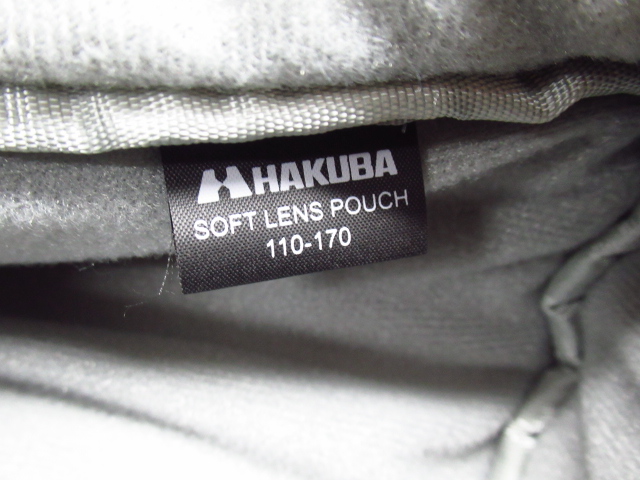 HAKUBA
SOFT LENS POUCH
110-170